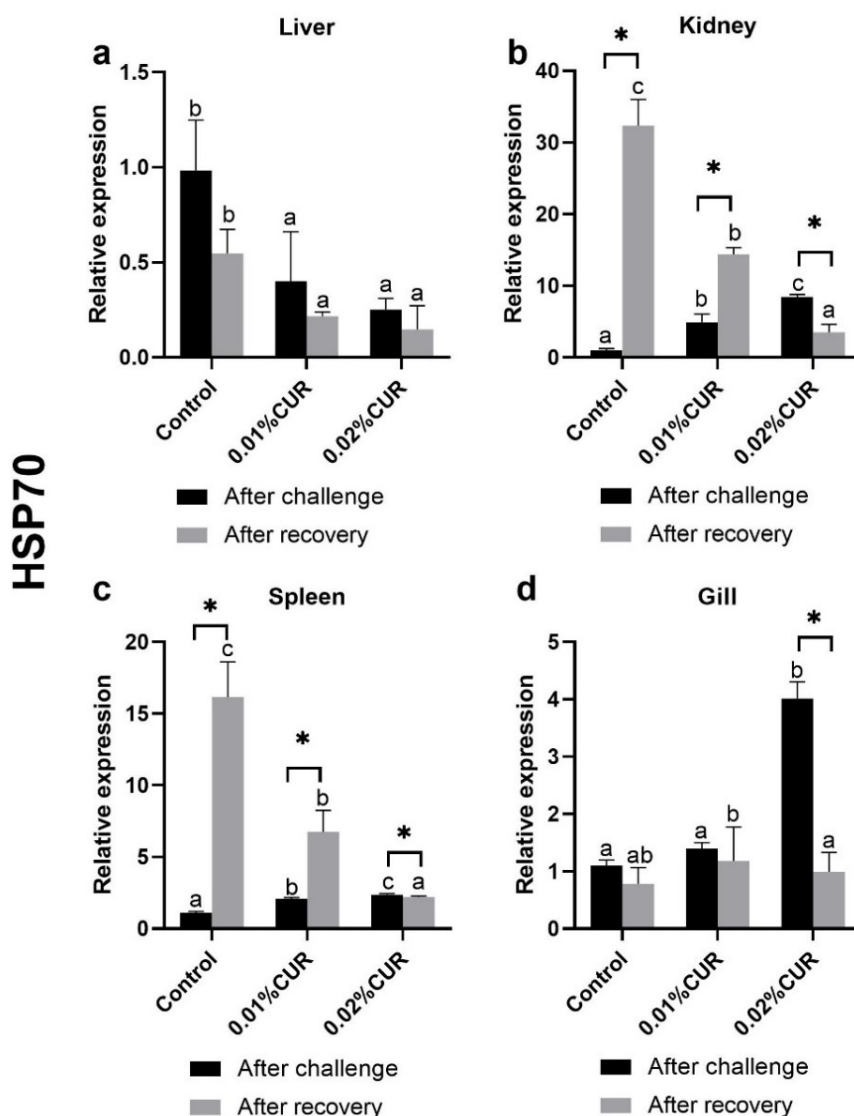 HSP70
a
Liver
Relative expression
1.5
1.0
0.5
0.0
b
b
a
a
a
a
Control
0.01%CUR
0.02%CUR
After challenge
After recovery
b
Kidney
Relative expression
40
30
20
10
0
*
*
*
a
c
b
b
c
a
Control
0.01%CUR
0.02%CUR
After challenge
After recovery
c
Spleen
Relative expression
20
15
10
5
0
*
*
*
a
c
b
b
c
a
Control
0.01%CUR
0.02%CUR
After challenge
After recovery
d
Gill
Relative expression
5
4
3
2
1
0
*
a
ab
a
b
b
a
Control
0.01%CUR
0.02%CUR
After challenge
After recovery